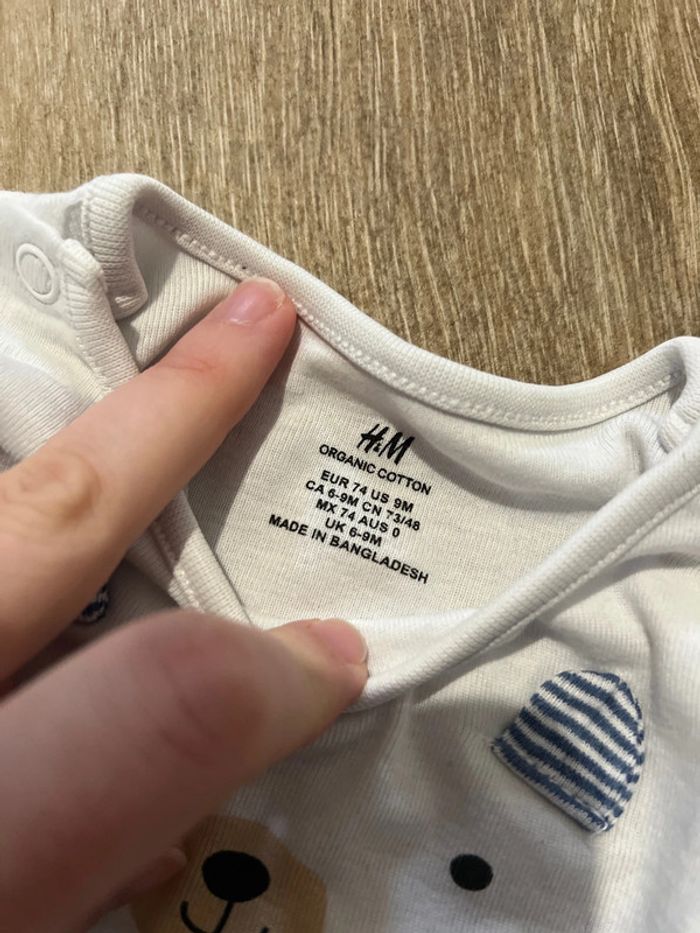 H&M
ORGANIC COTTON
EUR 74 US 9M
CA 6-9M CN 73/48
MX 74 AUS 0
UK 6-9M
MADE IN BANGLADESH